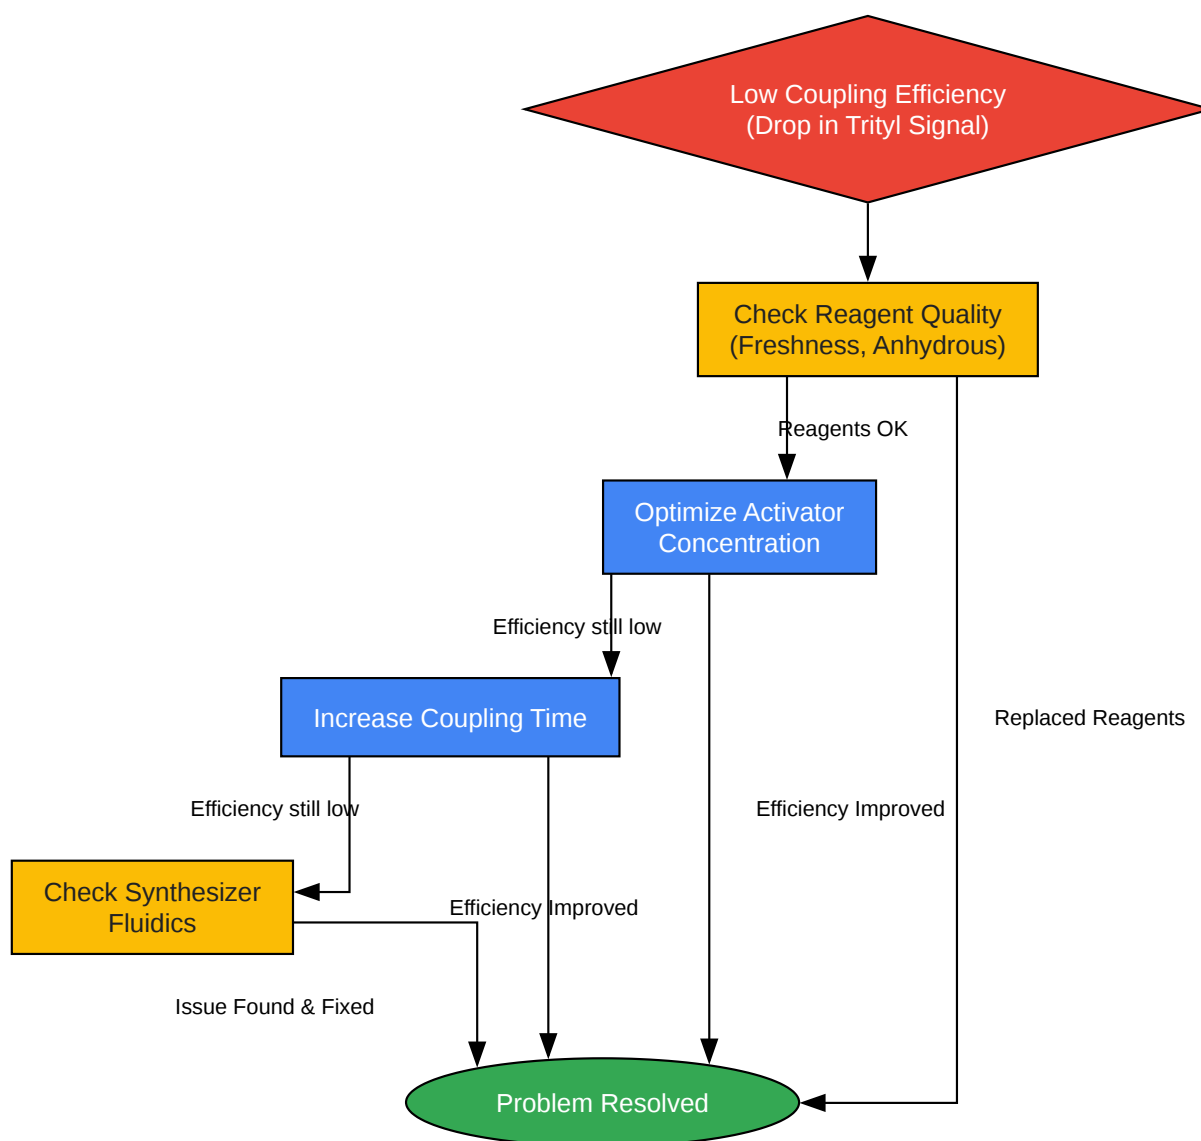 Low Coupling Efficiency
(Drop in Trityl Signal)
Check Reagent Quality
(Freshness, Anhydrous)
Reagents OK
Optimize Activator
Concentration
Efficiency still low
Increase Coupling Time
Replaced Reagents
Efficiency still low
Efficiency Improved
Check Synthesizer
Fluidics
Efficiency Improved
Issue Found & Fixed
Problem Resolved